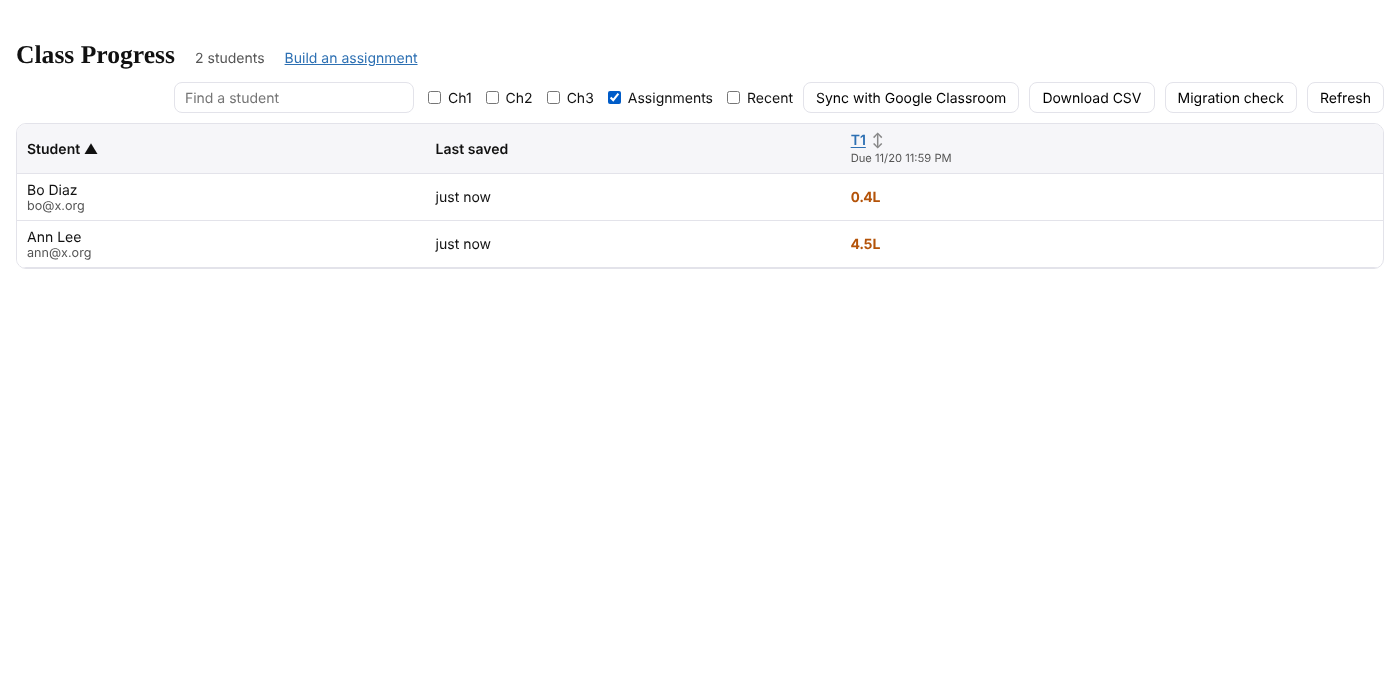 Class Progress 2 students Build an assignment
Find a student Ch1 Ch2 Ch3 Assignments Recent Sync with Google Classroom Download CSV Migration check Refresh
Student ▲ Last saved T1 ↕
Due 11/20 11:59 PM
Bo Diaz just now 0.4L
bo@x.org
Ann Lee just now 4.5L
ann@x.org